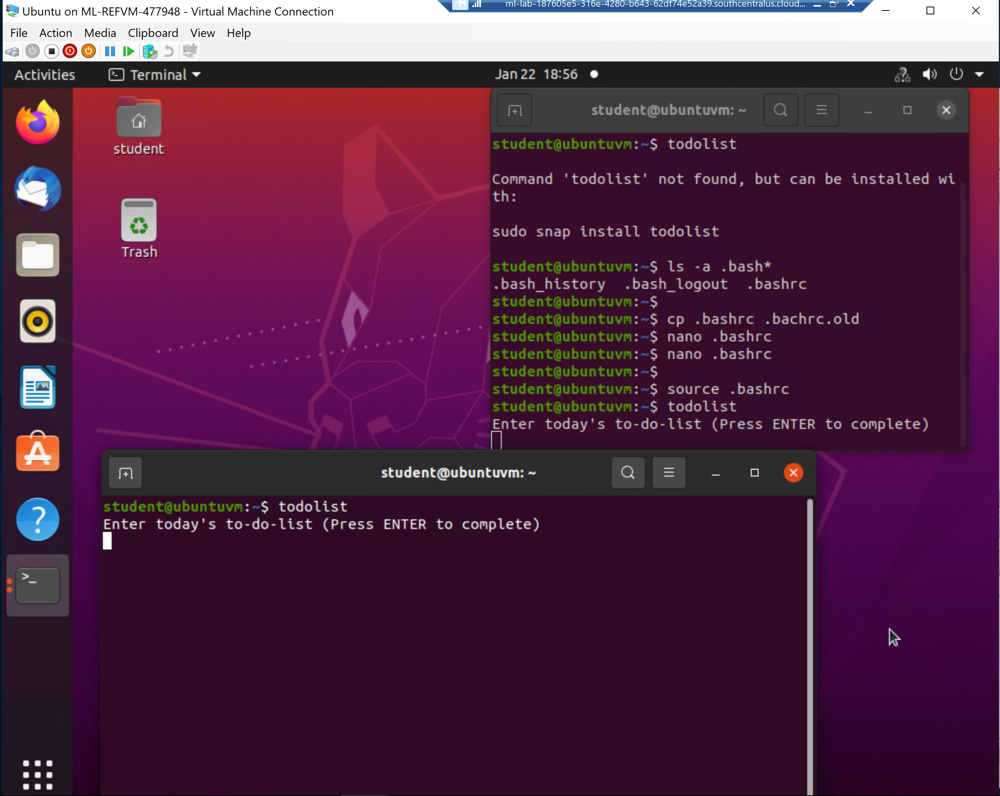 Ubuntu on ML-REFVM-477948 - Virtual Machine Connection
ml-lab-187605e5-316e-4280-b643-62df74e52a39.southcentralus.cloud...
File Action Media Clipboard View Help
Activities Terminal Jan 22 18:56
student
Trash
student@ubuntuvm: ~
student@ubuntuvm:~$ todolist
Command 'todolist' not found, but can be installed wi
th:
sudo snap install todolist
student@ubuntuvm:~$ ls -a .bash*
.bash_history .bash_logout .bashrc
student@ubuntuvm:~$
student@ubuntuvm:~$ cp .bashrc .bachrc.old
student@ubuntuvm:~$ nano .bashrc
student@ubuntuvm:~$ nano .bashrc
student@ubuntuvm:~$
student@ubuntuvm:~$ source .bashrc
student@ubuntuvm:~$ todolist
Enter today's to-do-list (Press ENTER to complete)
student@ubuntuvm: ~
student@ubuntuvm:~$ todolist
Enter today's to-do-list (Press ENTER to complete)